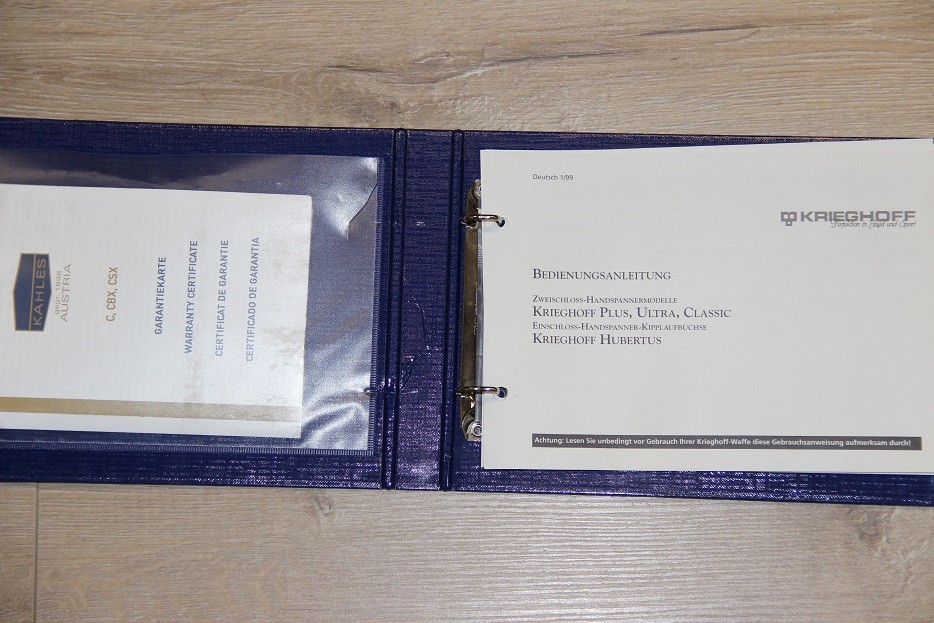 KAHLES
seit 1898
AUSTRIA
C, CBX, CSX
GARANTIEKARTE
WARRANTY CERTIFICATE
CERTIFICAT DE GARANTIE
CERTIFICADO DE GARANTIA
Deutsch 1/99
KRIEGHOFF
Perfektion in Jagd und Sport
BEDIENUNGSANLEITUNG
ZWEISCHLOSS-HANDSPANNERMODELLE
KRIEGHOFF PLUS, ULTRA, CLASSIC
EINSCHLOSS-HANDSPANNER-KIPPLAUFBÜCHSE
KRIEGHOFF HUBERTUS
Achtung: Lesen Sie unbedingt vor Gebrauch Ihrer Krieghoff-Waffe diese Gebrauchsanweisung aufmerksam durch!